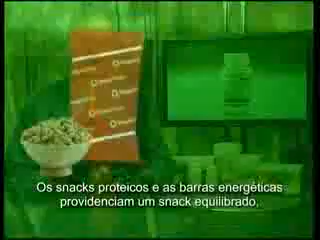 Os snacks proteicos e as barras energéticas
providenciam um snack equilibrado,